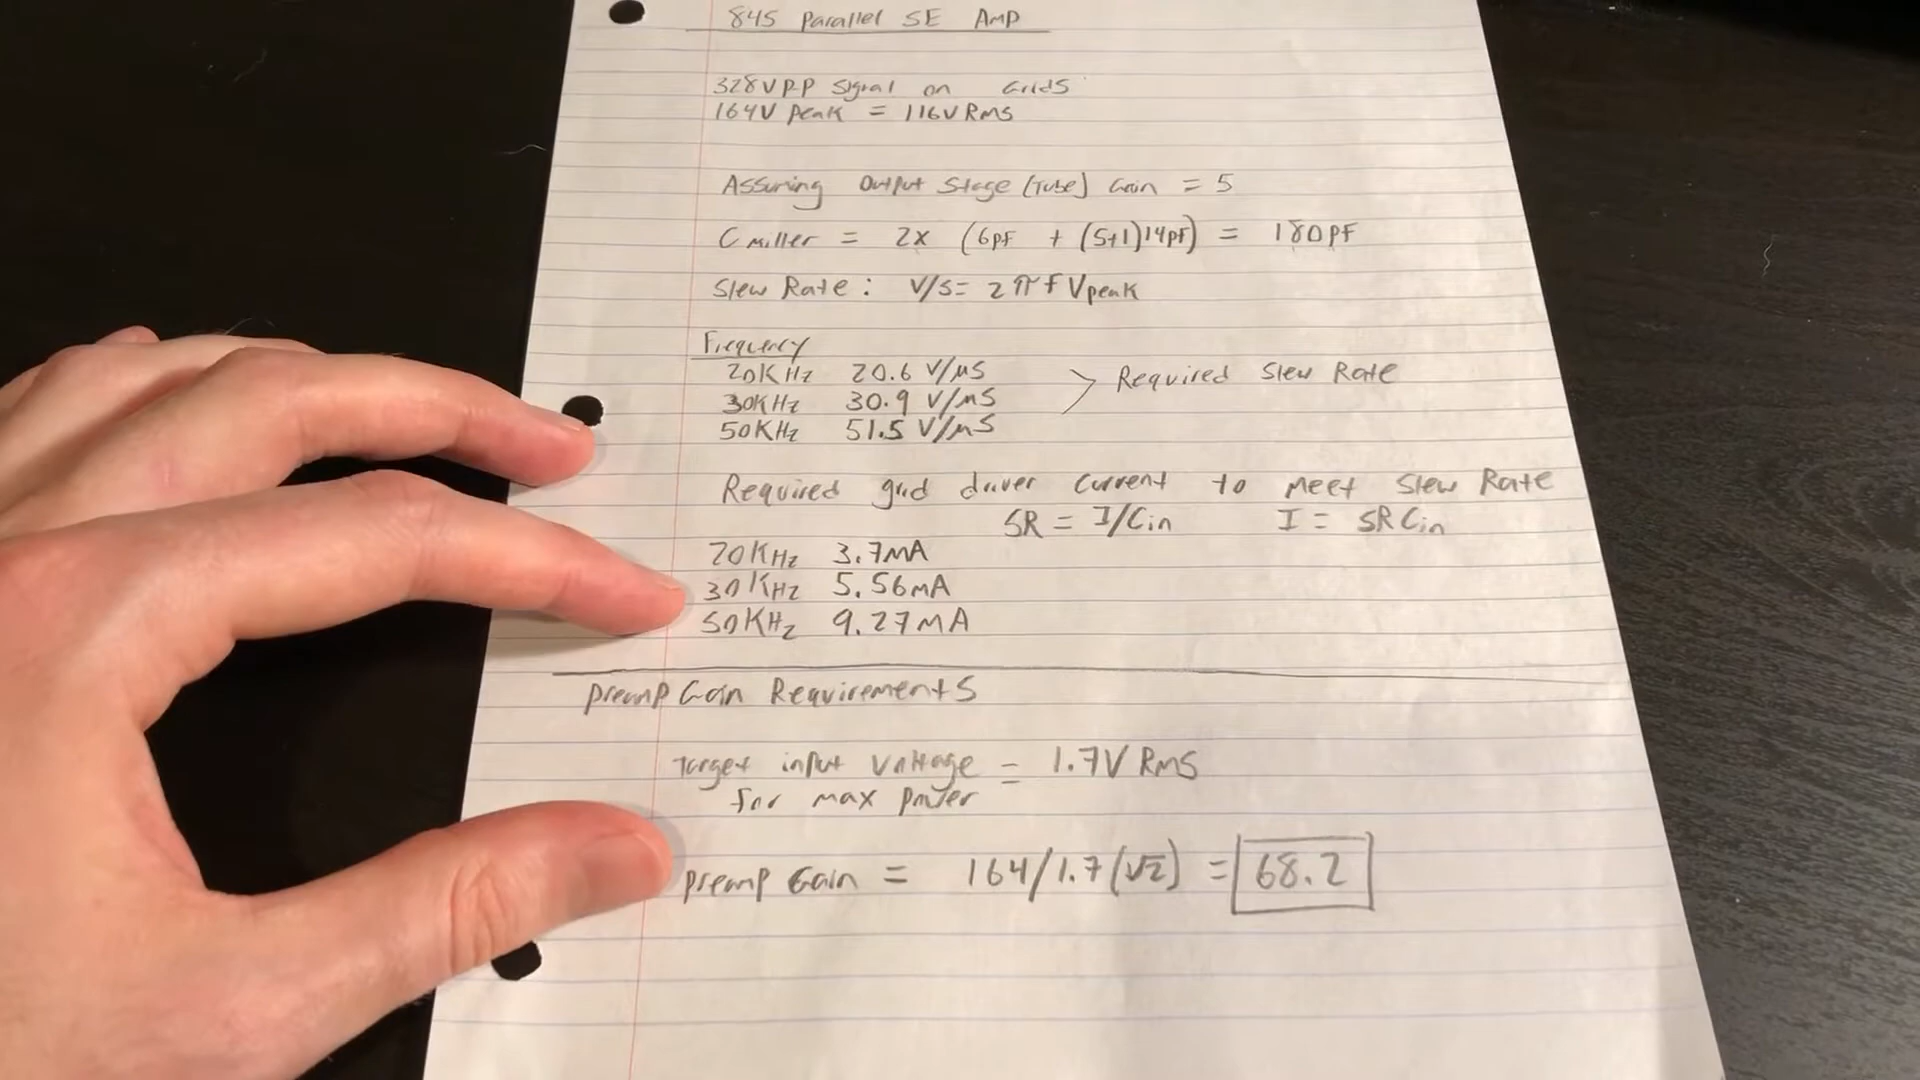 845 Parallel SE Amp
328V P-P Signal on Grids
164V Peak = 116V RMS
Assuming Output Stage (Tube) Gain = 5
C miller = 2x (6pf + (5+1)14pf) = 180pF
Slew Rate: V/s = 2πf Vpeak
Frequency
20KHz 20.6 V/μS > Required Slew Rate
30KHz 30.9 V/μS
50KHz 51.5 V/μS
Required grid driver current to meet Slew Rate
SR = I/Cin I = SR Cin
20KHz 3.7MA
30KHz 5.56mA
50KHz 9.27MA
Preamp Gain Requirements
Target input Voltage = 1.7V RMS
for max power
Preamp Gain = 164/1.7(√2) = 68.2